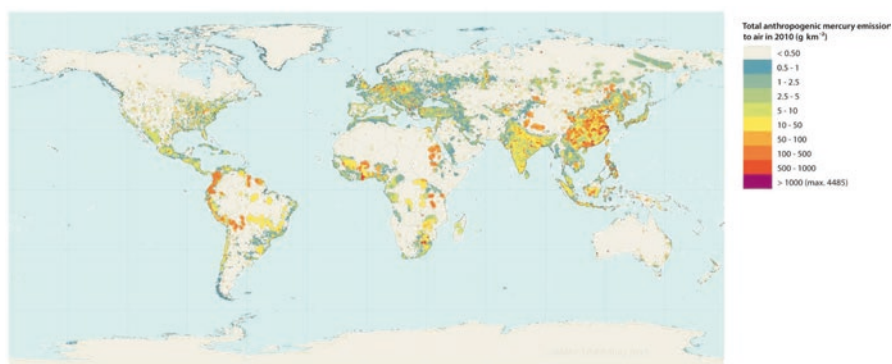 Total anthropogenic mercury emission
to air in 2010 (g km⁻²)
< 0.50
0.5 - 1
1 - 2.5
2.5 - 5
5 - 10
10 - 50
50 - 100
100 - 500
500 - 1000
> 1000 (max. 4485)